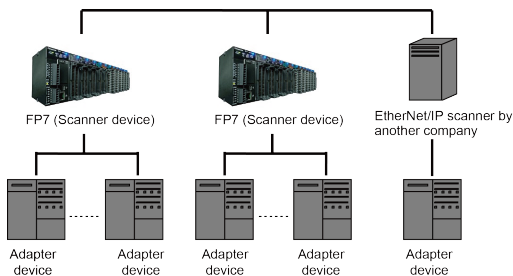 FP7 (Scanner device)
FP7 (Scanner device)
EtherNet/IP scanner by
another company
Adapter
device
Adapter
device
Adapter
device
Adapter
device
Adapter
device